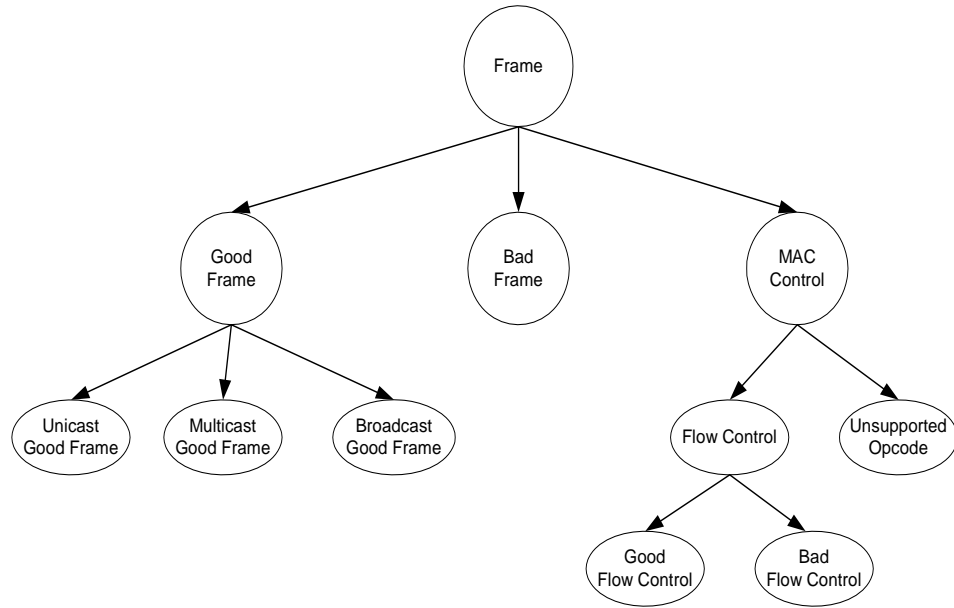 Frame
Good
Frame
Bad
Frame
MAC
Control
Unicast
Good Frame
Multicast
Good Frame
Broadcast
Good Frame
Flow Control
Unsupported
Opcode
Good
Flow Control
Bad
Flow Control